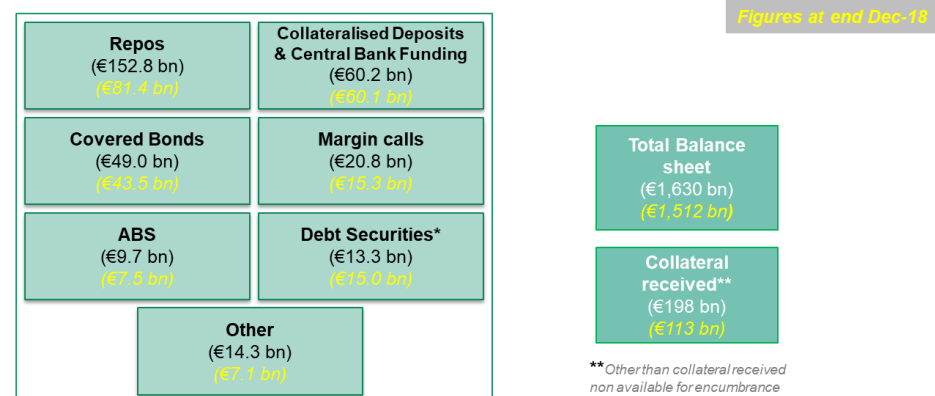 Figures at end Dec-18
Repos
(€152.8 bn)
(€81.4 bn)
Collateralised Deposits
& Central Bank Funding
(€60.2 bn)
(€60.1 bn)
Covered Bonds
(€49.0 bn)
(€43.5 bn)
Margin calls
(€20.8 bn)
(€15.3 bn)
ABS
(€9.7 bn)
(€7.5 bn)
Debt Securities*
(€13.3 bn)
(€15.0 bn)
Other
(€14.3 bn)
(€7.1 bn)
Total Balance
sheet
(€1,630 bn)
(€1,512 bn)
Collateral
received**
(€198 bn)
(€113 bn)
**Other than collateral received
non available for encumbrance